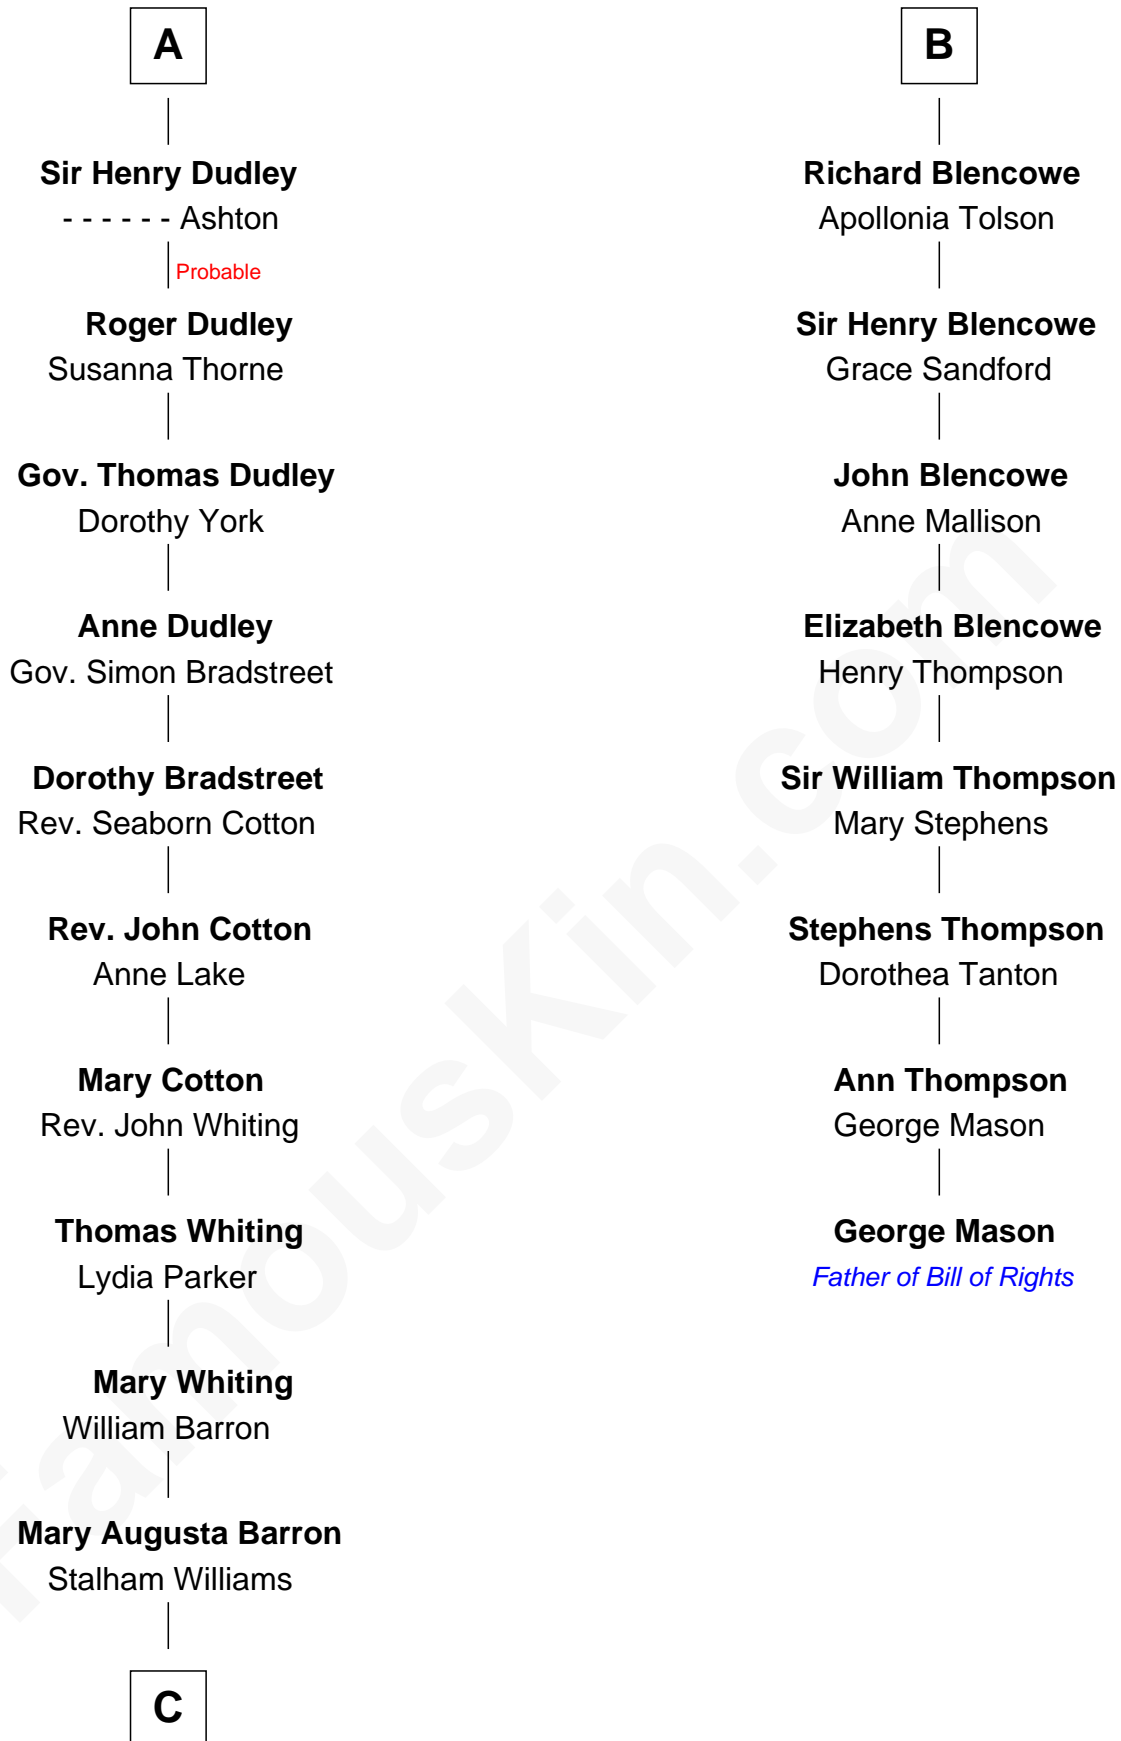 A
Sir Henry Dudley
- - - - - - Ashton
Probable
Roger Dudley
Susanna Thorne
Gov. Thomas Dudley
Dorothy York
Anne Dudley
Gov. Simon Bradstreet
Dorothy Bradstreet
Rev. Seaborn Cotton
Rev. John Cotton
Anne Lake
Mary Cotton
Rev. John Whiting
Thomas Whiting
Lydia Parker
Mary Whiting
William Barron
Mary Augusta Barron
Stalham Williams
C
B
Richard Blencowe
Apollonia Tolson
Sir Henry Blencowe
Grace Sandford
John Blencowe
Anne Mallison
Elizabeth Blencowe
Henry Thompson
Sir William Thompson
Mary Stephens
Stephens Thompson
Dorothea Tanton
Ann Thompson
George Mason
George Mason
Father of Bill of Rights
FamousKin.com